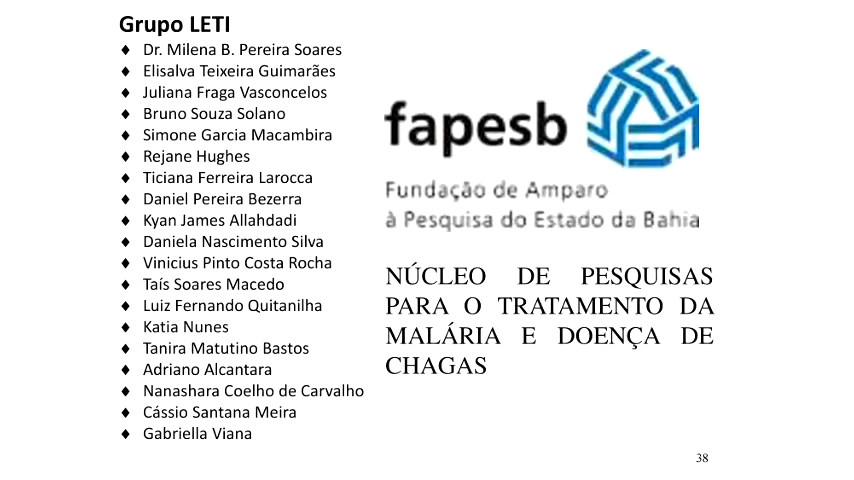 Grupo LETI
♦ Dr. Milena B. Pereira Soares
♦ Elisalva Teixeira Guimarães
♦ Juliana Fraga Vasconcelos
♦ Bruno Souza Solano
♦ Simone Garcia Macambira
♦ Rejane Hughes
♦ Ticiana Ferreira Larocca
♦ Daniel Pereira Bezerra
♦ Kyan James Allahdadi
♦ Daniela Nascimento Silva
♦ Vinicius Pinto Costa Rocha
♦ Taís Soares Macedo
♦ Luiz Fernando Quitanilha
♦ Katia Nunes
♦ Tanira Matutino Bastos
♦ Adriano Alcantara
♦ Nanashara Coelho de Carvalho
♦ Cássio Santana Meira
♦ Gabriella Viana
fapesb
Fundação de Amparo
à Pesquisa do Estado da Bahia
NÚCLEO DE PESQUISAS
PARA O TRATAMENTO DA
MALÁRIA E DOENÇA DE
CHAGAS
38